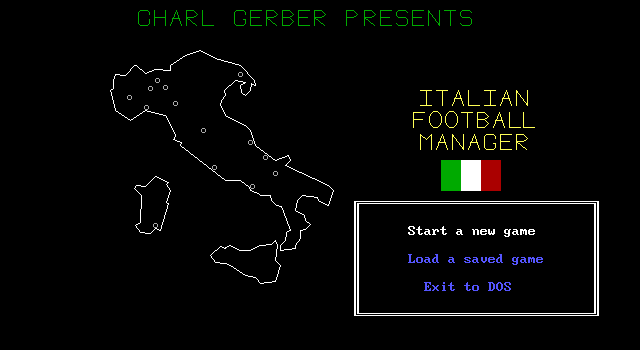 CHARL GERBER PRESENTS
ITALIAN
FOOTBALL
MANAGER
Start a new game
Load a saved game
Exit to DOS